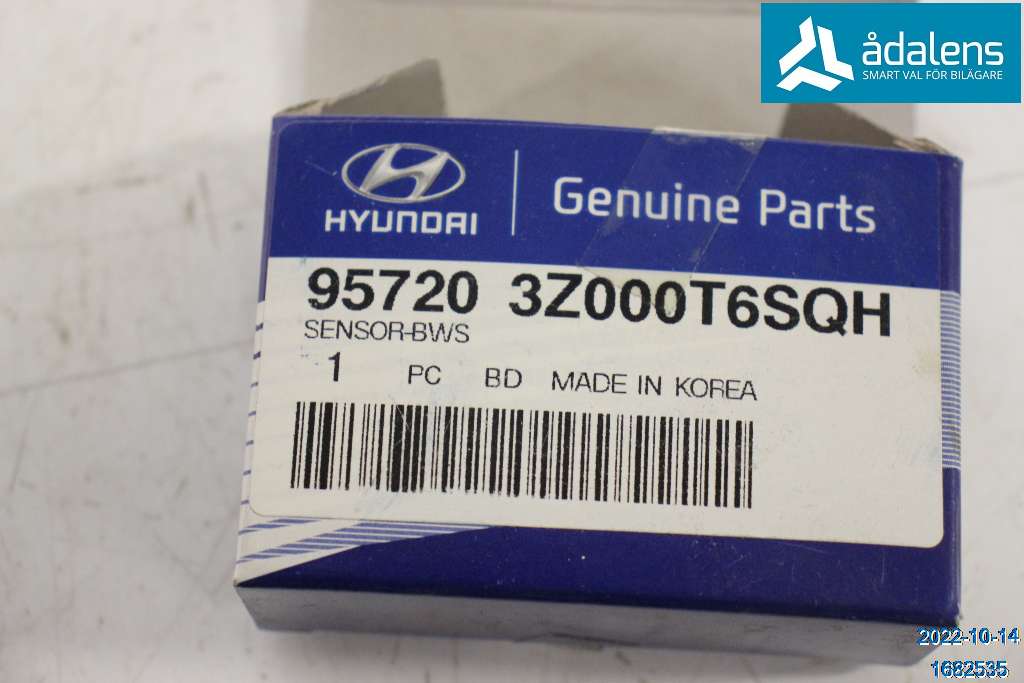 ådalens
SMART VAL FÖR BILÄGARE
HYUNDAI
Genuine Parts
95720 3Z000T6SQH
SENSOR-BWS
1 PC BD MADE IN KOREA
2022-10-14
1682535